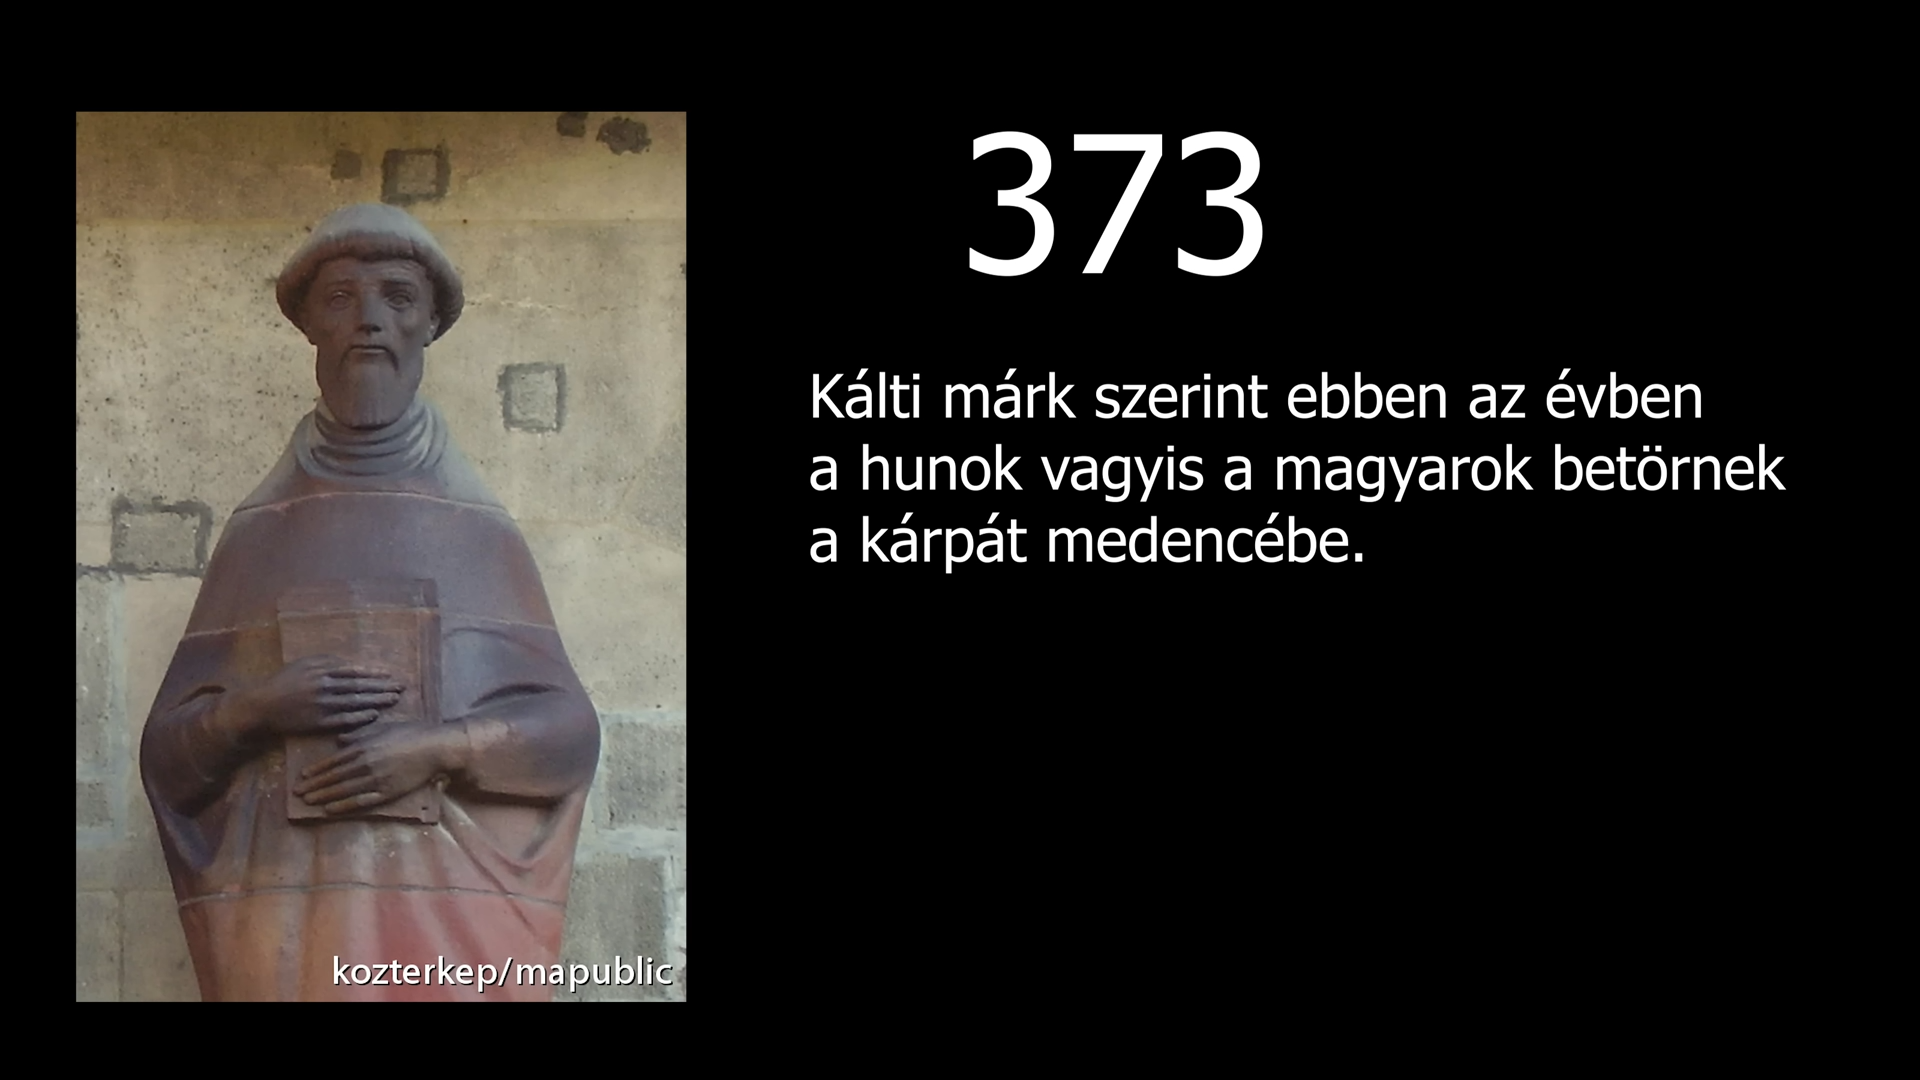 373
Kálti márk szerint ebben az évben
a hunok vagyis a magyarok betörnek
a kárpát medencébe.
kozterkep/mapublic